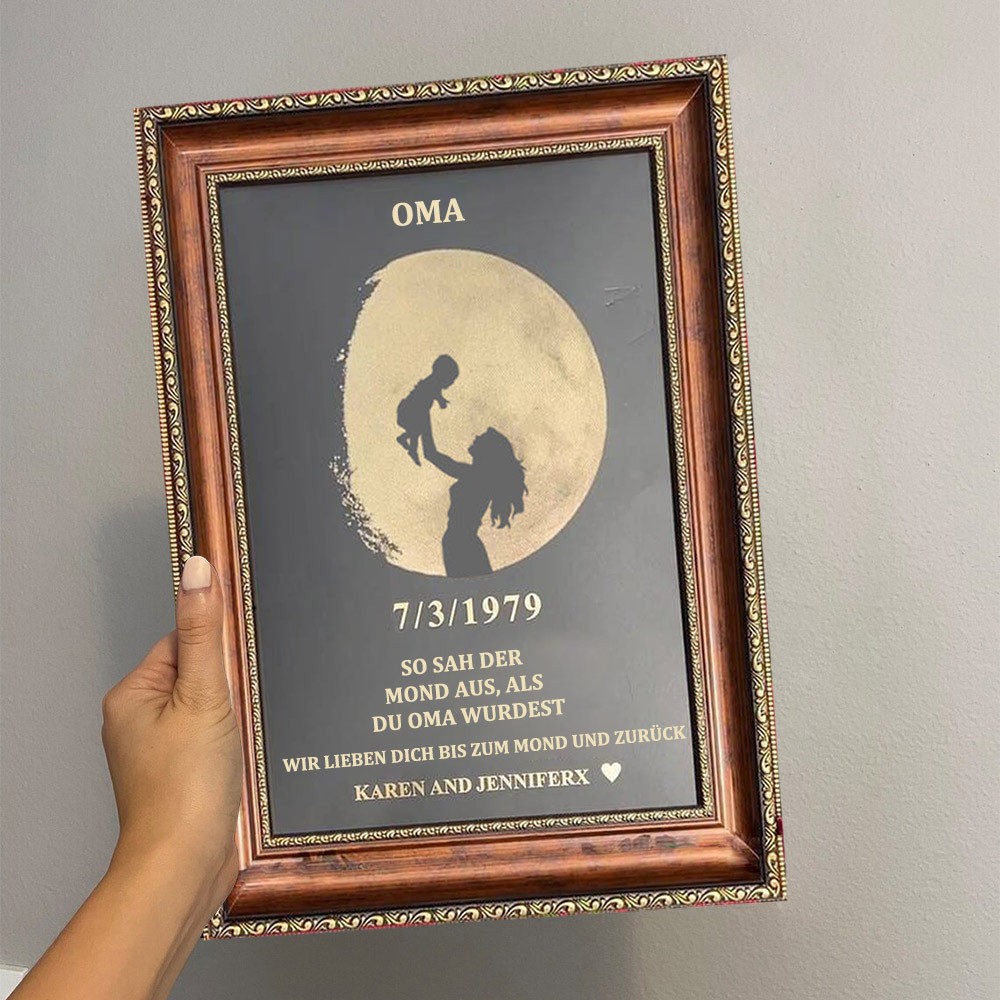 OMA
7/3/1979
SO SAH DER
MOND AUS, ALS
DU OMA WURDEST
WIR LIEBEN DICH BIS ZUM MOND UND ZURÜCK
KAREN AND JENNIFERX